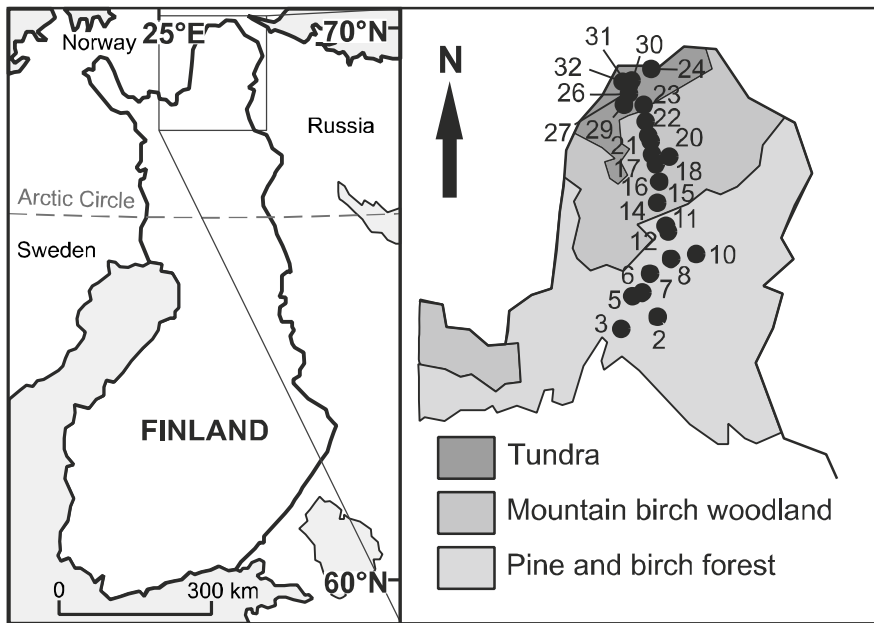 Norway
25°E
70°N
Russia
Arctic Circle
Sweden
FINLAND
0
300 km
60°N
N
31
30
32
24
26
23
27
29
22
21
20
17
18
16
15
14
11
12
10
6
8
5
7
3
2
Tundra
Mountain birch woodland
Pine and birch forest